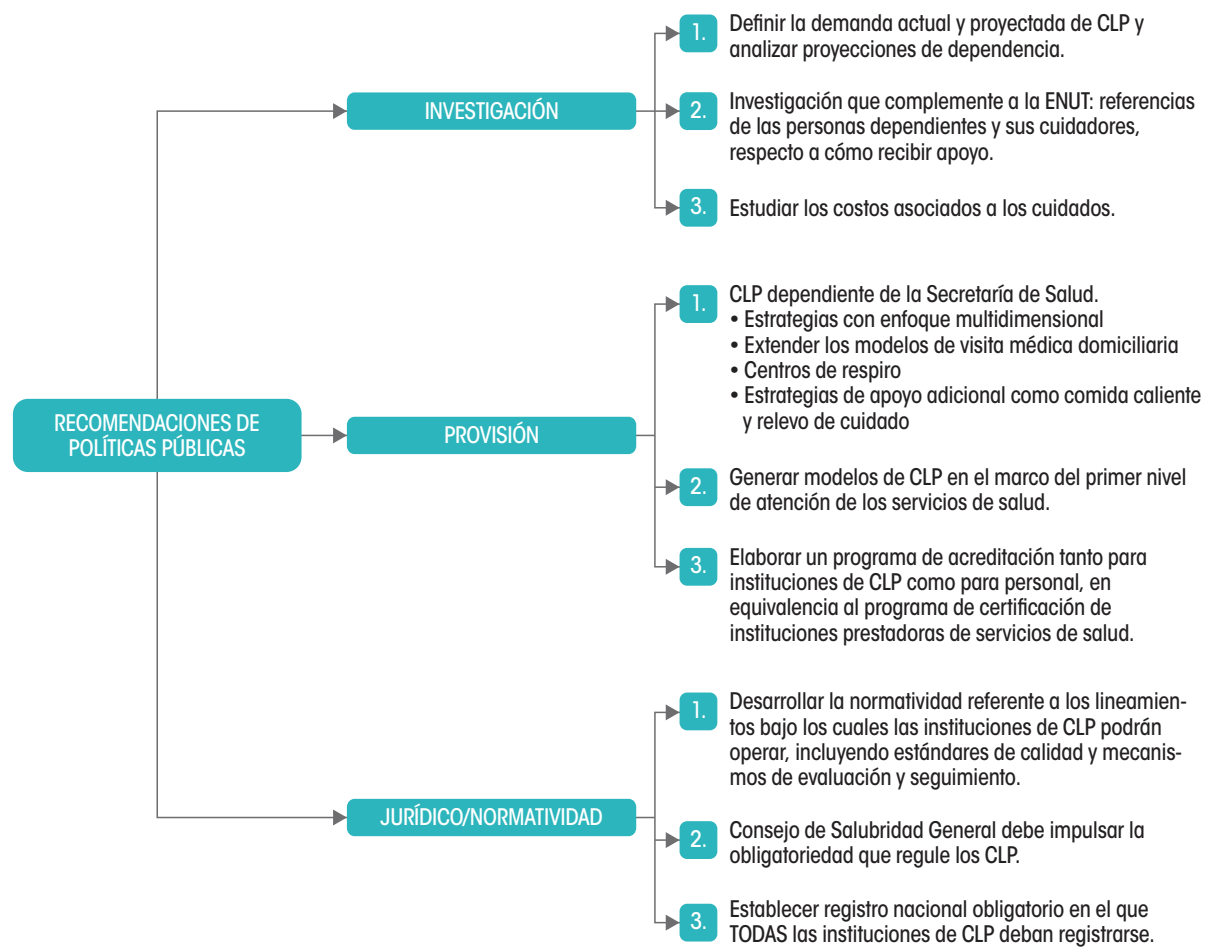 RECOMENDACIONES DE
POLÍTICAS PÚBLICAS
INVESTIGACIÓN
1.
Definir la demanda actual y proyectada de CLP y
analizar proyecciones de dependencia.
2.
Investigación que complemente a la ENUT: referencias
de las personas dependientes y sus cuidadores,
respecto a cómo recibir apoyo.
3.
Estudiar los costos asociados a los cuidados.
PROVISIÓN
1.
CLP dependiente de la Secretaría de Salud.
• Estrategias con enfoque multidimensional
• Extender los modelos de visita médica domiciliaria
• Centros de respiro
• Estrategias de apoyo adicional como comida caliente
y relevo de cuidado
2.
Generar modelos de CLP en el marco del primer nivel
de atención de los servicios de salud.
3.
Elaborar un programa de acreditación tanto para
instituciones de CLP como para personal, en
equivalencia al programa de certificación de
instituciones prestadoras de servicios de salud.
JURÍDICO/NORMATIVIDAD
1.
Desarrollar la normatividad referente a los lineamien-
tos bajo los cuales las instituciones de CLP podrán
operar, incluyendo estándares de calidad y mecanis-
mos de evaluación y seguimiento.
2.
Consejo de Salubridad General debe impulsar la
obligatoriedad que regule los CLP.
3.
Establecer registro nacional obligatorio en el que
TODAS las instituciones de CLP deban registrarse.